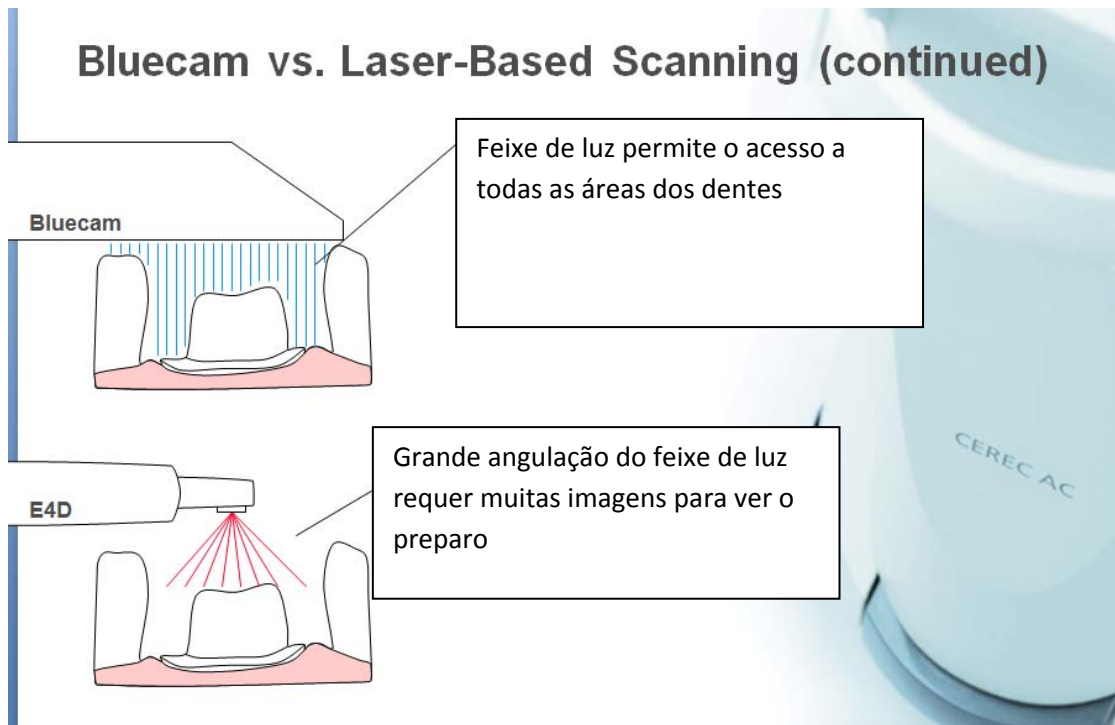 Bluecam vs. Laser-Based Scanning (continued)
Feixe de luz permite o acesso a
todas as áreas dos dentes
Bluecam
Grande angulação do feixe de luz
requer muitas imagens para ver o
preparo
E4D
CEREC AC